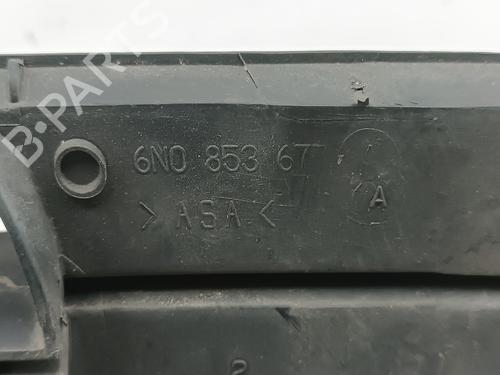 B-PARTS
6N0 853 67
> ASA <
A